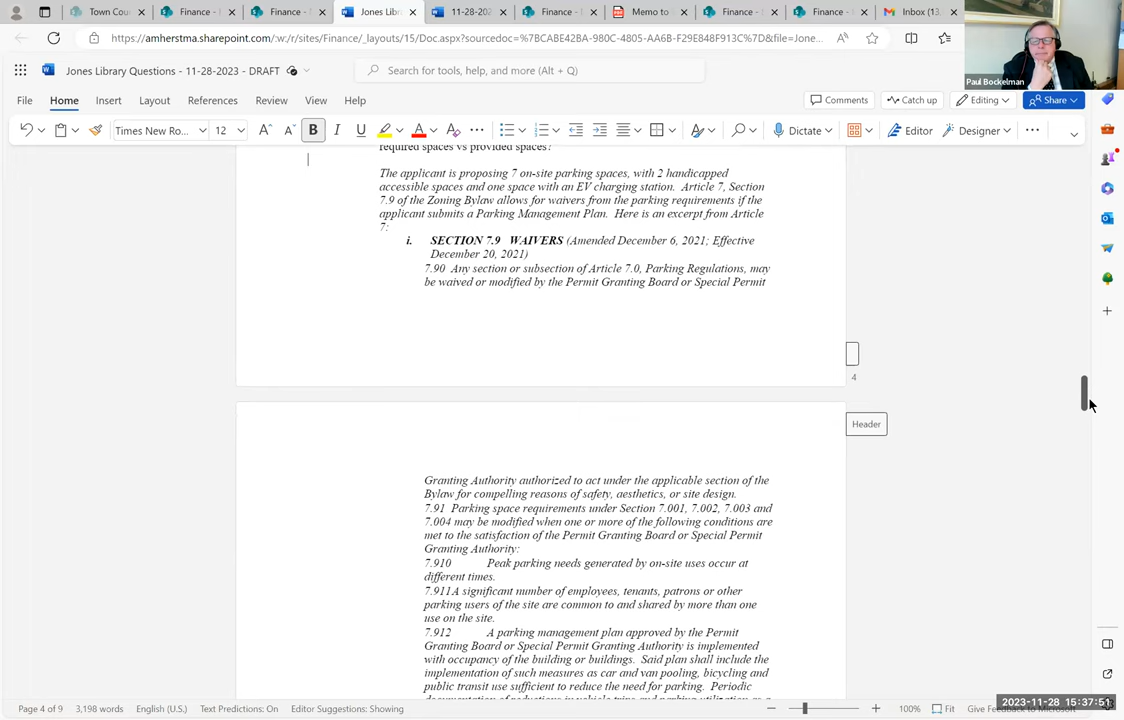 Town Cou
Finance -
Finance -
Jones Libr
11-28-202
Finance -
Memo to
Finance -
Finance -
Inbox (13,
https://amherstma.sharepoint.com/:w:/r/sites/Finance/_layouts/15/Doc.aspx?sourcedoc=%7BCABE42BA-980C-4805-AA6B-F29E848F913C%7D&file=Jone...
Paul Bockelman
Jones Library Questions - 11-28-2023 - DRAFT
Search for tools, help, and more (Alt + Q)
File Home Insert Layout References Review View Help
Comments Catch up Editing Share
Times New Ro... 12 B I U A Dictate Editor Designer
required spaces vs provided spaces?
The applicant is proposing 7 on-site parking spaces, with 2 handicapped
accessible spaces and one space with an EV charging station. Article 7, Section
7.9 of the Zoning Bylaw allows for waivers from the parking requirements if the
applicant submits a Parking Management Plan. Here is an excerpt from Article
7:
i. SECTION 7.9 WAIVERS (Amended December 6, 2021; Effective
December 20, 2021)
7.90 Any section or subsection of Article 7.0, Parking Regulations, may
be waived or modified by the Permit Granting Board or Special Permit
4
Header
Granting Authority authorized to act under the applicable section of the
Bylaw for compelling reasons of safety, aesthetics, or site design.
7.91 Parking space requirements under Section 7.001, 7.002, 7.003 and
7.004 may be modified when one or more of the following conditions are
met to the satisfaction of the Permit Granting Board or Special Permit
Granting Authority:
7.910 Peak parking needs generated by on-site uses occur at
different times.
7.911A significant number of employees, tenants, patrons or other
parking users of the site are common to and shared by more than one
use on the site.
7.912 A parking management plan approved by the Permit
Granting Board or Special Permit Granting Authority is implemented
with occupancy of the building or buildings. Said plan shall include the
implementation of such measures as car and van pooling, bicycling and
public transit use sufficient to reduce the need for parking. Periodic
documentation of reductions in vehicle trips and parking utilization as a
Page 4 of 9 3,198 words English (U.S.) Text Predictions: On Editor Suggestions: Showing
100% Fit Give Feedback to Microsoft
2023-11-28 15:37:51